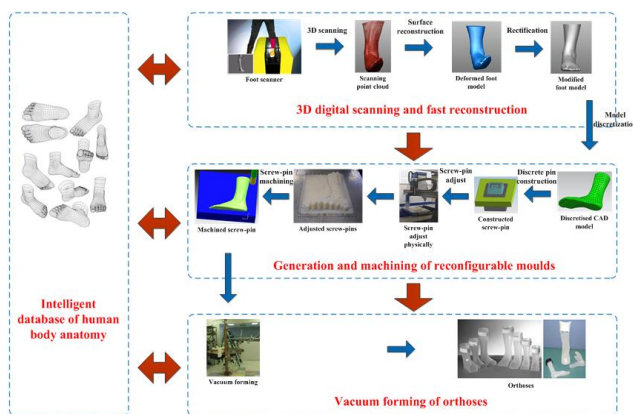 3D scanning
Surface
reconstruction
Rectification
Foot scanner
Scanning
point cloud
Deformed foot
model
Modified
foot model
3D digital scanning and fast reconstruction
Model
discretizatio
Screw-pin
machining
Screw-pin
adjust
Discrete pin
construction
Machined screw-pin
Adjusted screw-pins
Screw-pin
adjust
physically
Constructed
screw-pin
Discretised CAD
model
Generation and machining of reconfigurable moulds
Intelligent
database of human
body anatomy
Vacuum forming
Orthoses
Vacuum forming of orthoses